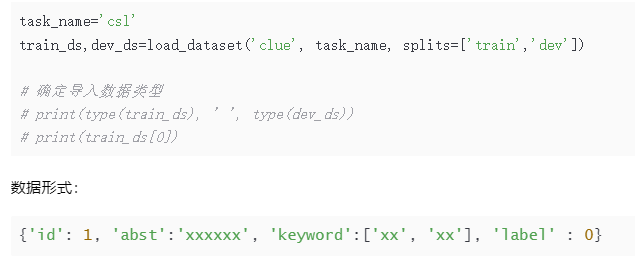 task_name='csl'
train_ds,dev_ds=load_dataset('clue', task_name, splits=['train','dev'])
# 确定导入数据类型
# print(type(train_ds), ' ', type(dev_ds))
# print(train_ds[0])
数据形式：
{'id': 1, 'abst':'xxxxxx', 'keyword':['xx', 'xx'], 'label' : 0}